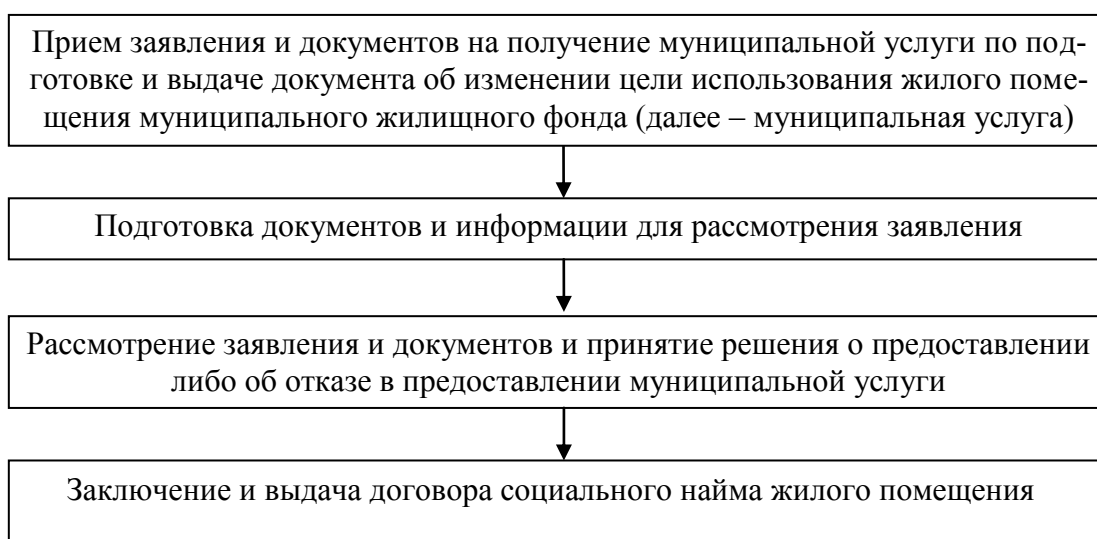 Прием заявления и документов на получение муниципальной услуги по под-
готовке и выдаче документа об изменении цели использования жилого поме-
щения муниципального жилищного фонда (далее – муниципальная услуга)
Подготовка документов и информации для рассмотрения заявления
Рассмотрение заявления и документов и принятие решения о предоставлении
либо об отказе в предоставлении муниципальной услуги
Заключение и выдача договора социального найма жилого помещения